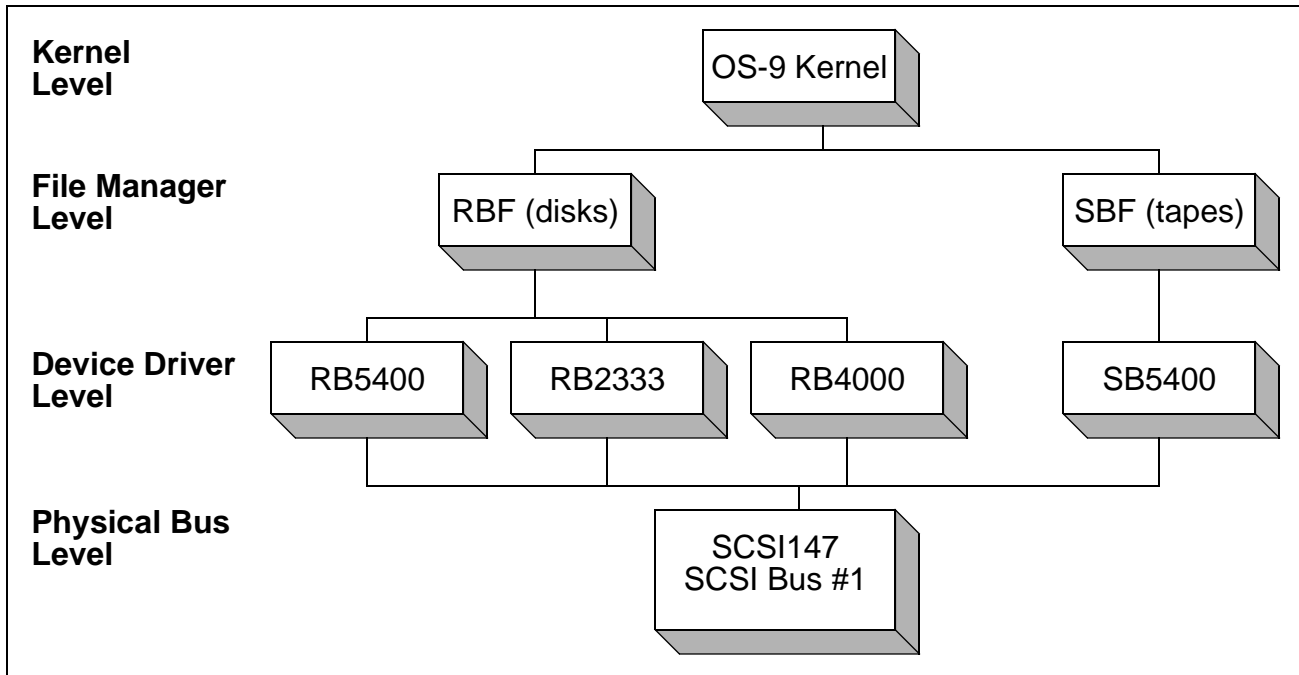 Kernel
Level
OS-9 Kernel
File Manager
Level
RBF (disks)
SBF (tapes)
Device Driver
Level
RB5400
RB2333
RB4000
SB5400
Physical Bus
Level
SCSI147
SCSI Bus #1